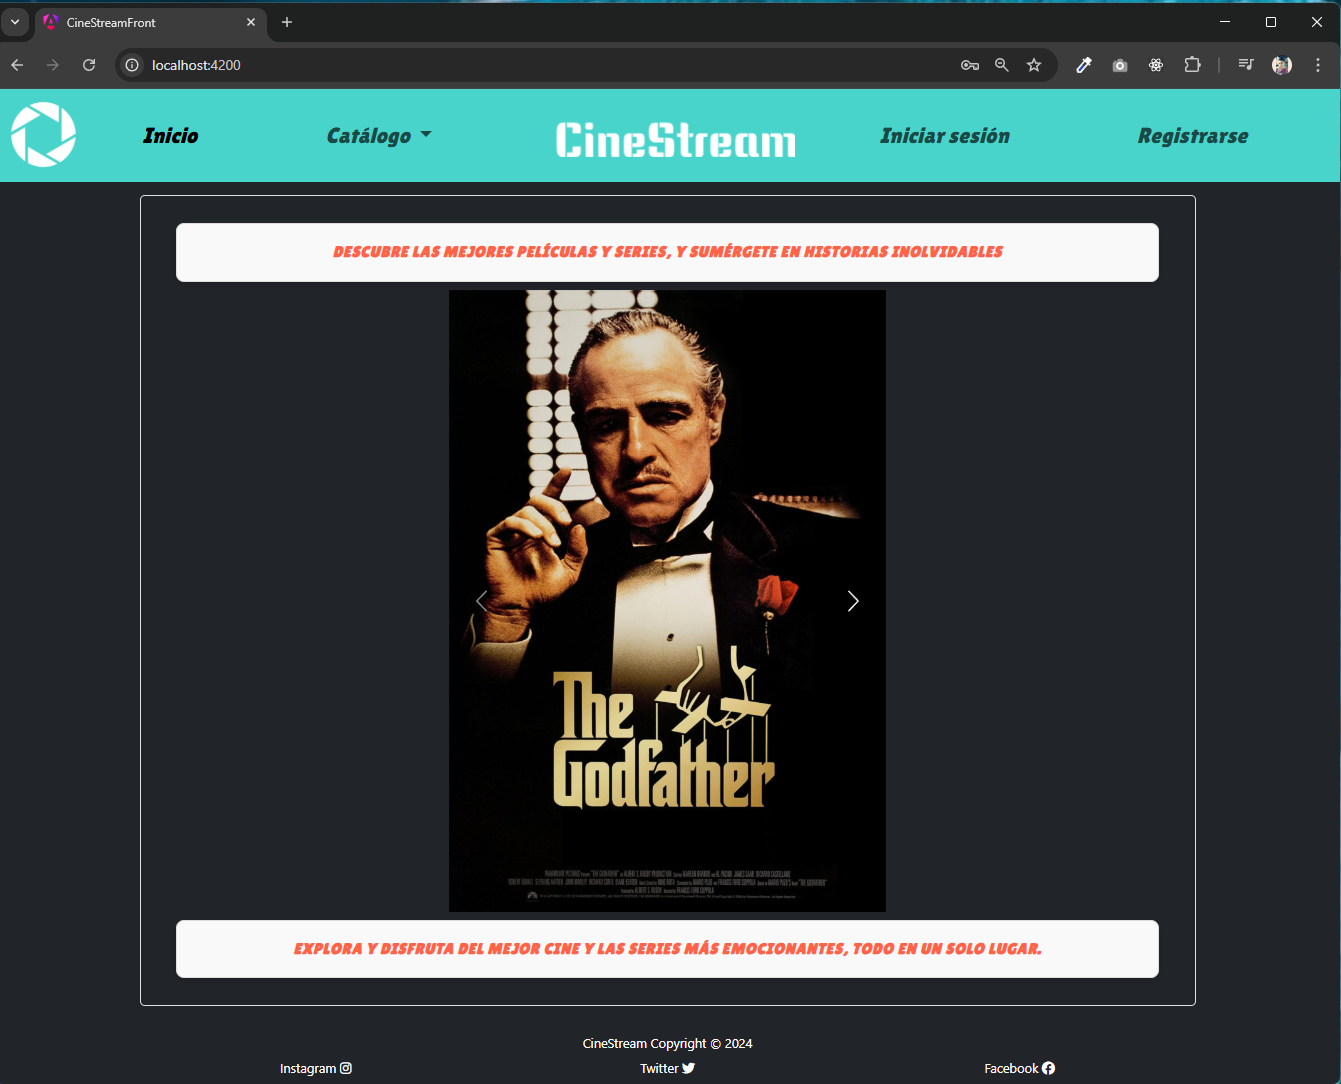 CineStreamFront
localhost:4200
Inicio
Catálogo
CineStream
Iniciar sesión
Registrarse
DESCUBRE LAS MEJORES PELÍCULAS Y SERIES, Y SUMÉRGETE EN HISTORIAS INOLVIDABLES
The
Godfather
EXPLORA Y DISFRUTA DEL MEJOR CINE Y LAS SERIES MÁS EMOCIONANTES, TODO EN UN SOLO LUGAR.
CineStream Copyright © 2024
Instagram
Twitter
Facebook